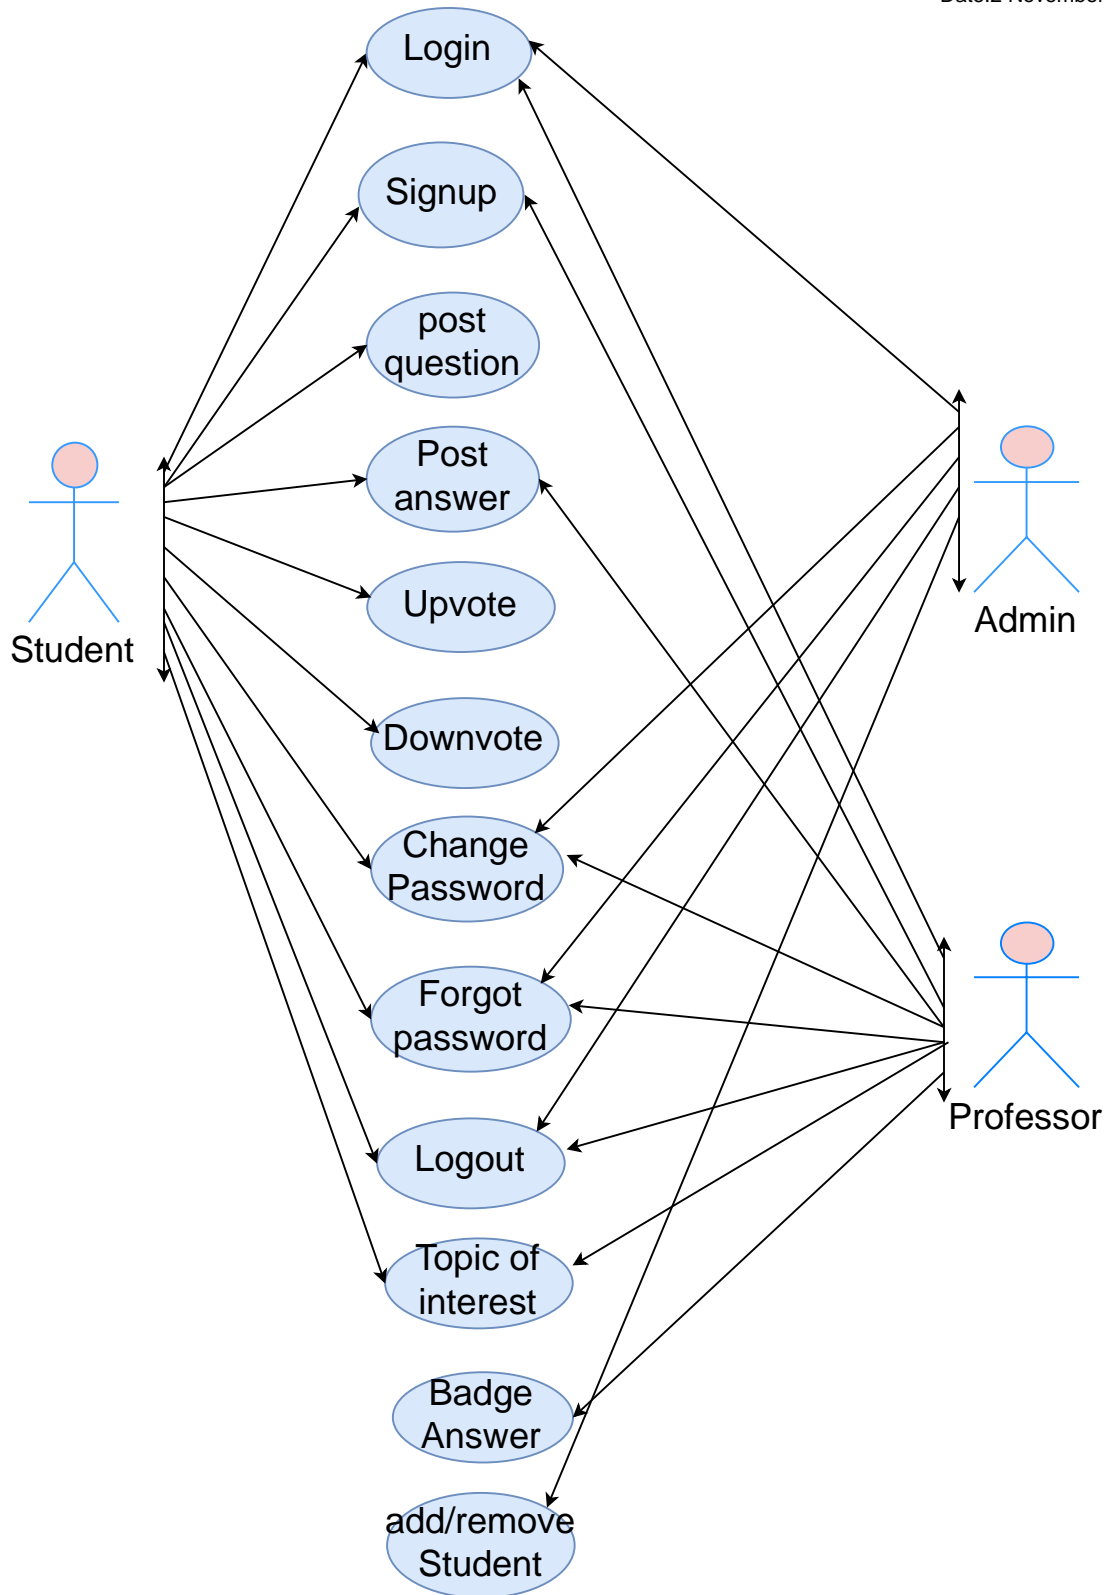 Login
Signup
post
question
Post
answer
Upvote
Student
Admin
Downvote
Change
Password
Forgot
password
Professor
Logout
Topic of
interest
Badge
Answer
add/remove
Student